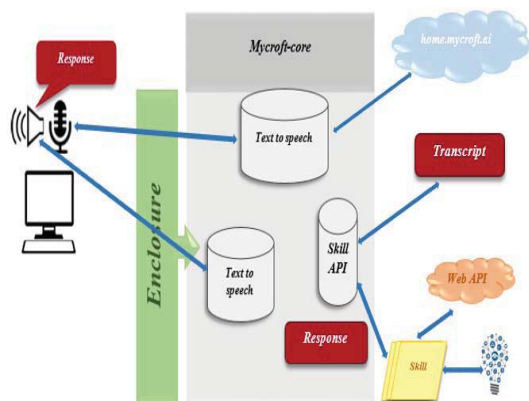 Response
Mycroft-core
home.mycroft.ai
Text to speech
Transcript
Enclosure
Skill
API
Text to
speech
Web API
Response
Skill